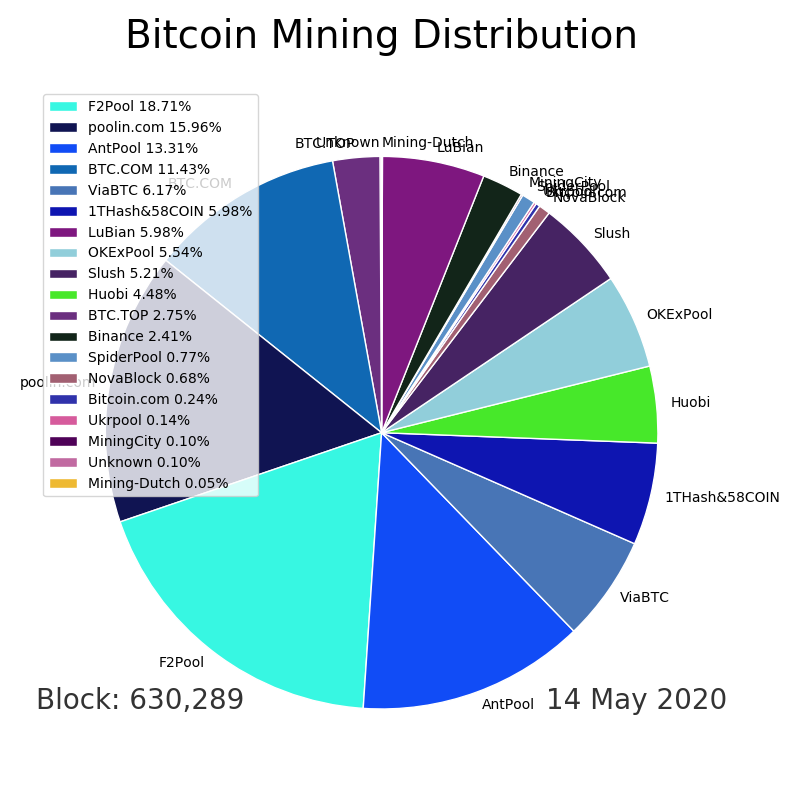 Bitcoin Mining Distribution
F2Pool 18.71%
poolin.com 15.96%
AntPool 13.31%
BTC.COM 11.43%
ViaBTC 6.17%
1THash&58COIN 5.98%
LuBian 5.98%
OKExPool 5.54%
Slush 5.21%
Huobi 4.48%
BTC.TOP 2.75%
Binance 2.41%
SpiderPool 0.77%
NovaBlock 0.68%
Bitcoin.com 0.24%
Ukrpool 0.14%
MiningCity 0.10%
Unknown 0.10%
Mining-Dutch 0.05%
BTC.TOP
Unknown
Mining-Dutch
LuBian
Binance
MiningCity
SpiderPool
Ukrpool
Bitcoin.com
NovaBlock
Slush
OKExPool
Huobi
1THash&58COIN
ViaBTC
AntPool
F2Pool
poolin.com
BTC.COM
Block: 630,289
14 May 2020